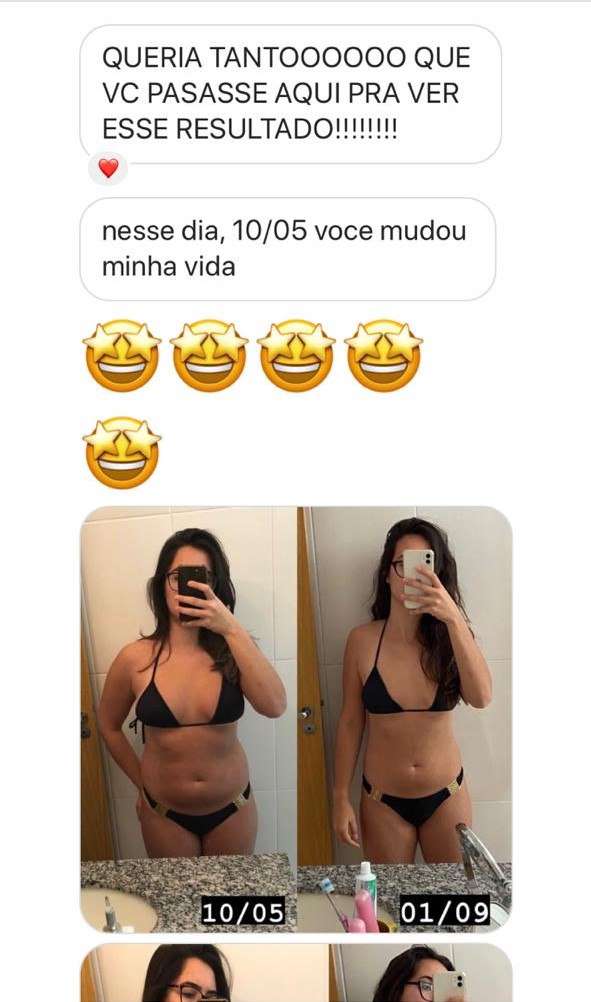 QUERIA TANTOOOOOO QUE
VC PASASSE AQUI PRA VER
ESSE RESULTADO!!!!!!!!
nesse dia, 10/05 voce mudou
minha vida
10/05
01/09